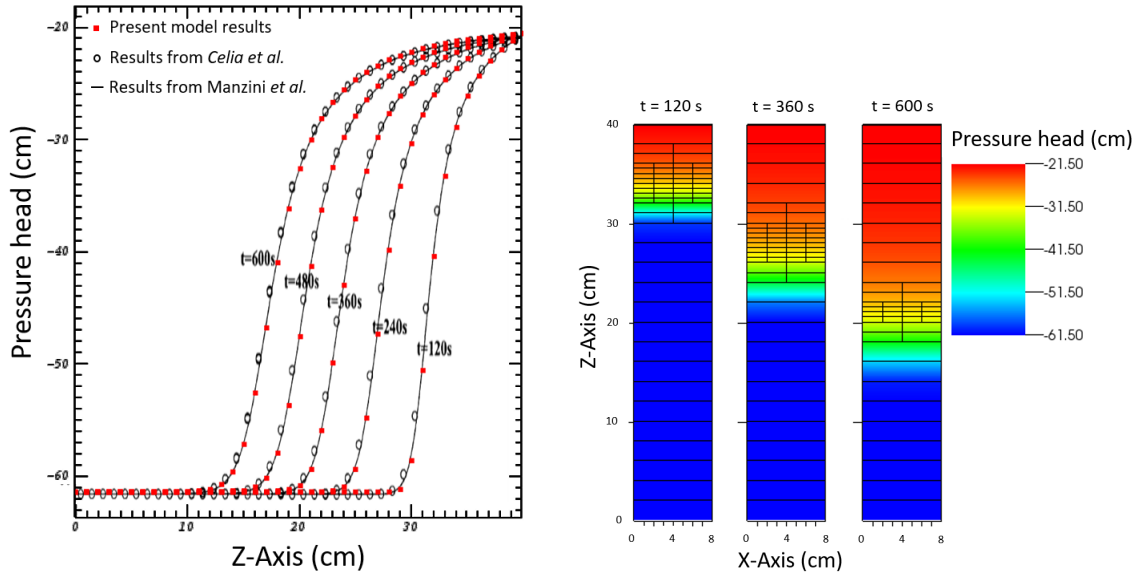 Present model results
Results from Celia et al.
Results from Manzini et al.
Pressure head (cm)
−20
−30
−40
−50
−60
t=600s
t=480s
t=360s
t=240s
t=120s
0
10
20
30
Z-Axis (cm)
t = 120 s
t = 360 s
t = 600 s
Z-Axis (cm)
40
30
20
10
0
0 4 8
0 4 8
0 4 8
X-Axis (cm)
Pressure head (cm)
-21.50
-31.50
-41.50
-51.50
-61.50